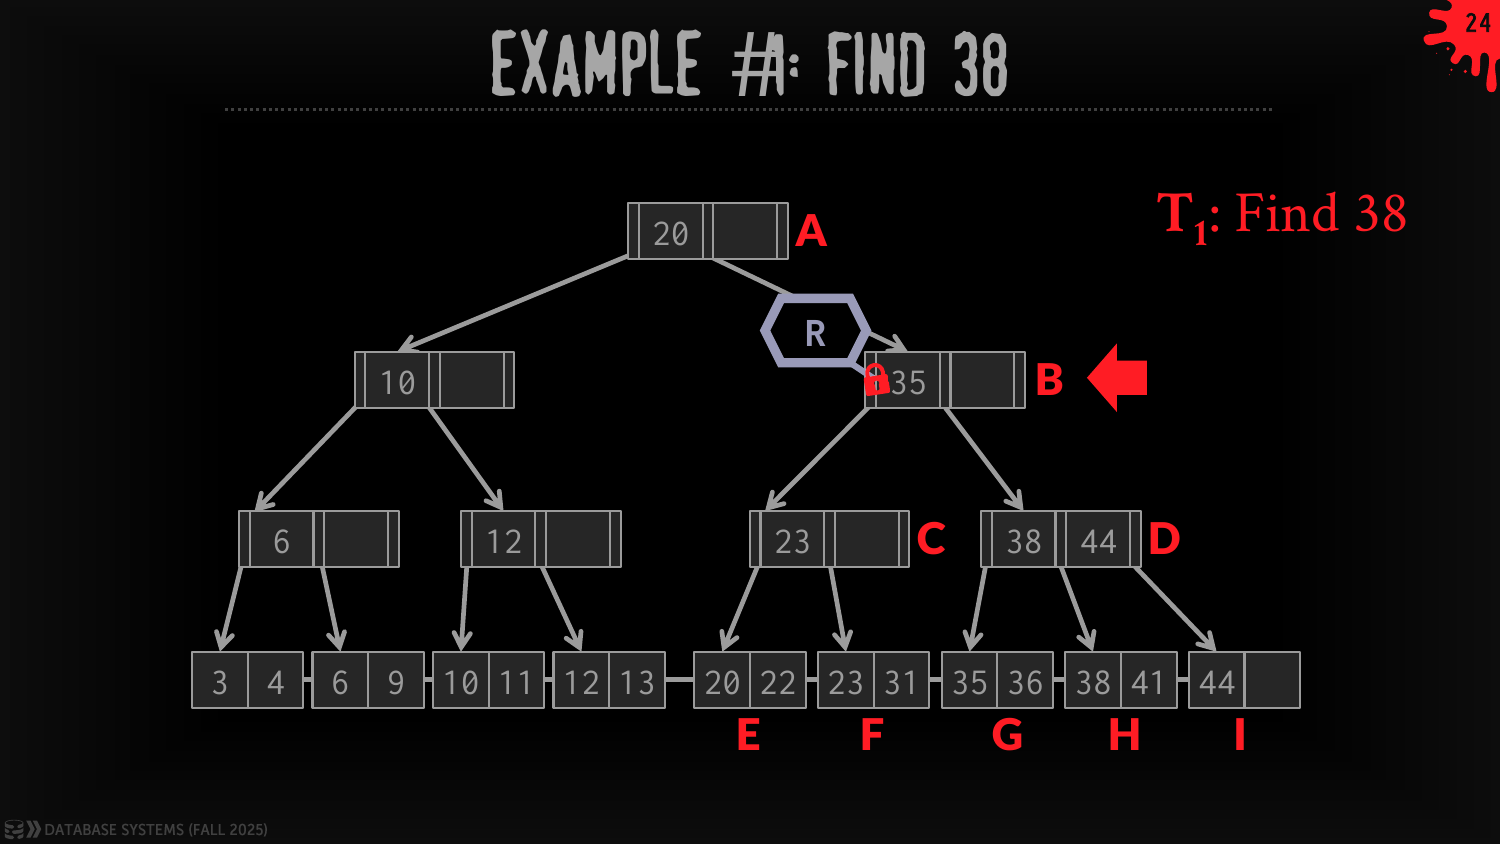 24
EXAMPLE #1: FIND 38
T1: Find 38
20 A
R
10 35 B
6 12 23 C 38 44 D
3 4 6 9 10 11 12 13 20 22 23 31 35 36 38 41 44
E F G H I
DATABASE SYSTEMS (FALL 2025)